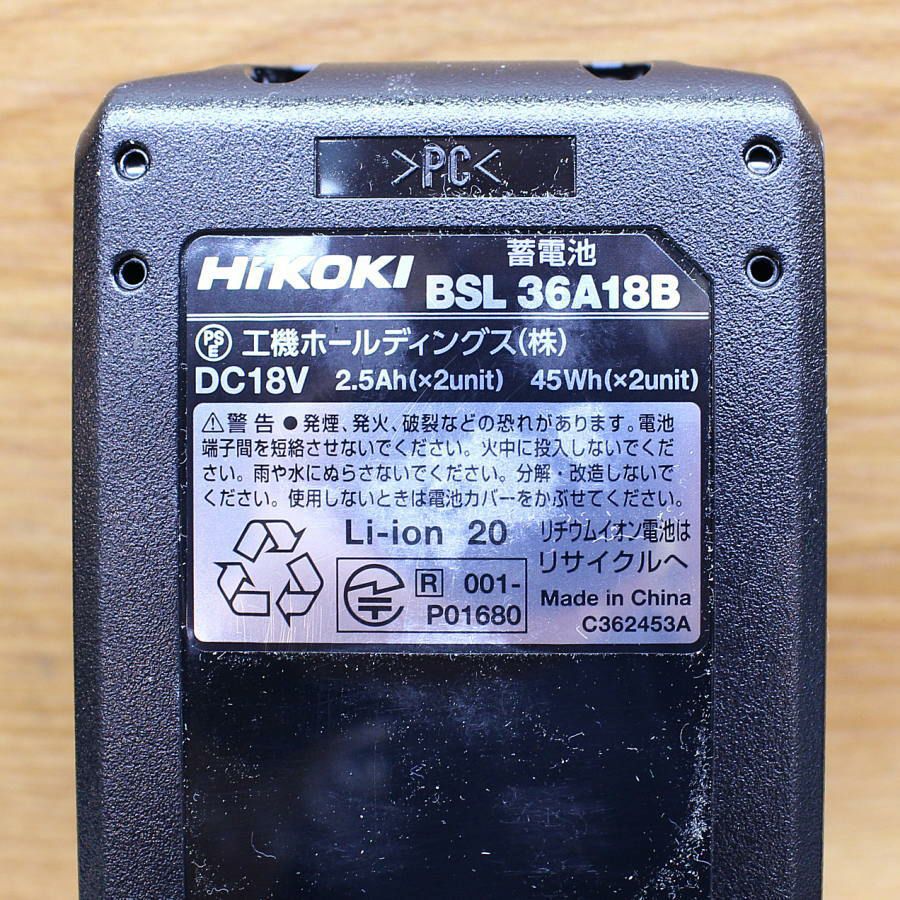 >PC<
HiKOKI 蓄電池
BSL 36A18B
PSE 工機ホールディングス(株)
DC18V 2.5Ah(×2unit) 45Wh(×2unit)
⚠警告 ●発煙、発火、破裂などの恐れがあります。電池
端子間を短絡させないでください。火中に投入しないでくだ
さい。雨や水にぬらさないでください。分解・改造しないで
ください。使用しないときは電池カバーをかぶせてください。
Li-ion 20 リチウムイオン電池は
リサイクルへ
R 001-
P01680
Made in China
C362453A